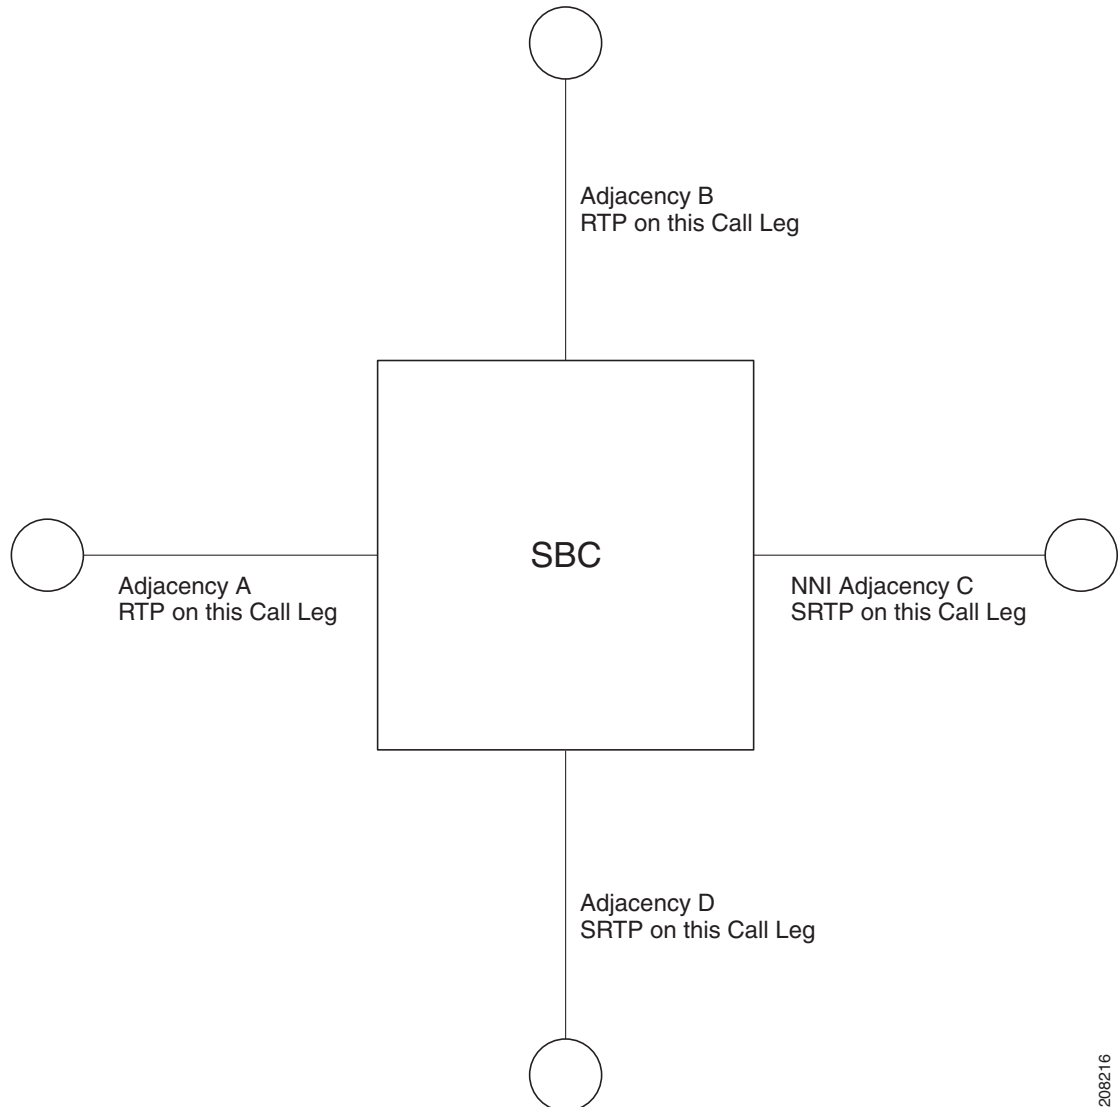 Adjacency B
RTP on this Call Leg
SBC
Adjacency A
RTP on this Call Leg
NNI Adjacency C
SRTP on this Call Leg
Adjacency D
SRTP on this Call Leg
208216